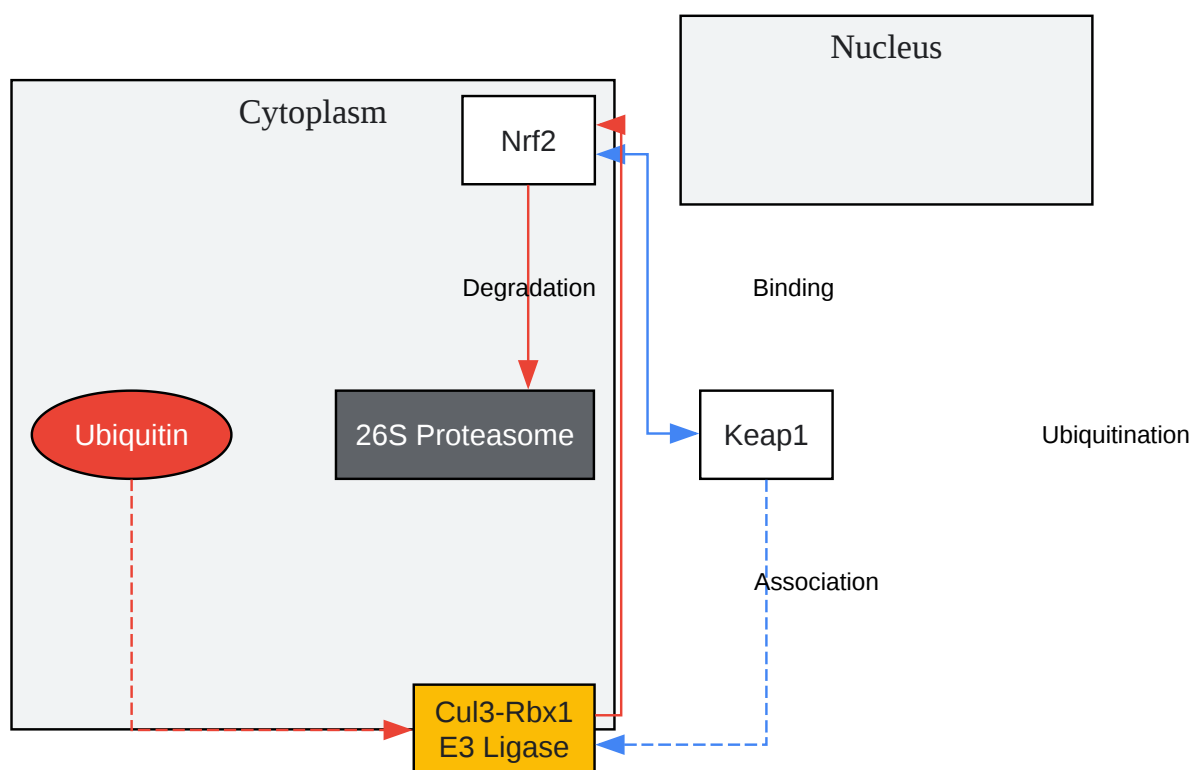 Nucleus
Cytoplasm
Nrf2
Degradation
Binding
Ubiquitin
26S Proteasome
Keap1
Ubiquitination
Association
Cul3-Rbx1
E3 Ligase